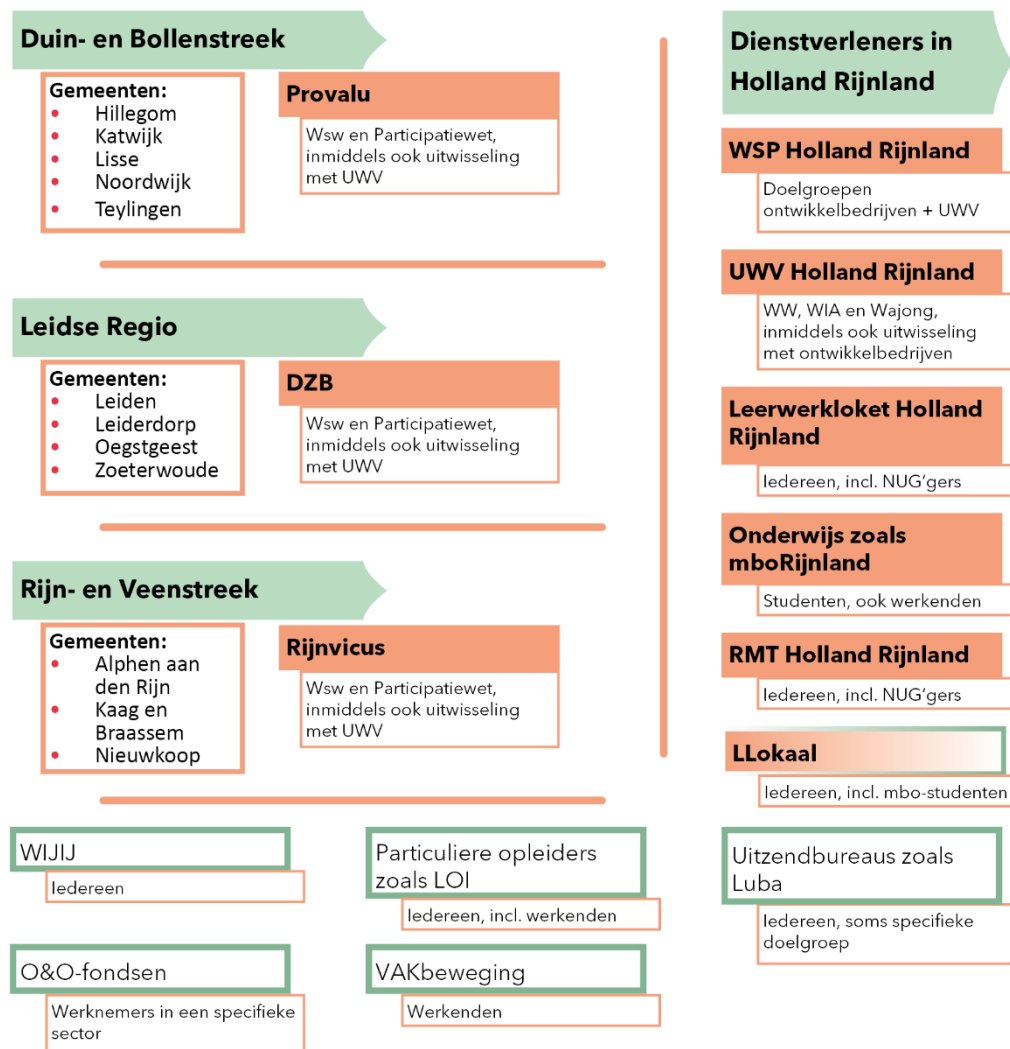 Duin- en Bollenstreek
Gemeenten:
• Hillegom
• Katwijk
• Lisse
• Noordwijk
• Teylingen
Provalu
Wsw en Participatiewet,
inmiddels ook uitwisseling
met UWV
Leidse Regio
Gemeenten:
• Leiden
• Leiderdorp
• Oegstgeest
• Zoeterwoude
DZB
Wsw en Participatiewet,
inmiddels ook uitwisseling
met UWV
Rijn- en Veenstreek
Gemeenten:
• Alphen aan
den Rijn
• Kaag en
Braassem
• Nieuwkoop
Rijnvicus
Wsw en Participatiewet,
inmiddels ook uitwisseling
met UWV
Dienstverleners in
Holland Rijnland
WSP Holland Rijnland
Doelgroepen
ontwikkelbedrijven + UWV
UWV Holland Rijnland
WW, WIA en Wajong,
inmiddels ook uitwisseling
met ontwikkelbedrijven
Leerwerkloket Holland
Rijnland
Iedereen, incl. NUG'gers
Onderwijs zoals
mboRijnland
Studenten, ook werkenden
RMT Holland Rijnland
Iedereen, incl. NUG'gers
LLokaal
Iedereen, incl. mbo-studenten
WIJIJ
Iedereen
Particuliere opleiders
zoals LOI
Iedereen, incl. werkenden
Uitzendbureaus zoals
Luba
Iedereen, soms specifieke
doelgroep
O&O-fondsen
Werknemers in een specifieke
sector
VAKbeweging
Werkenden